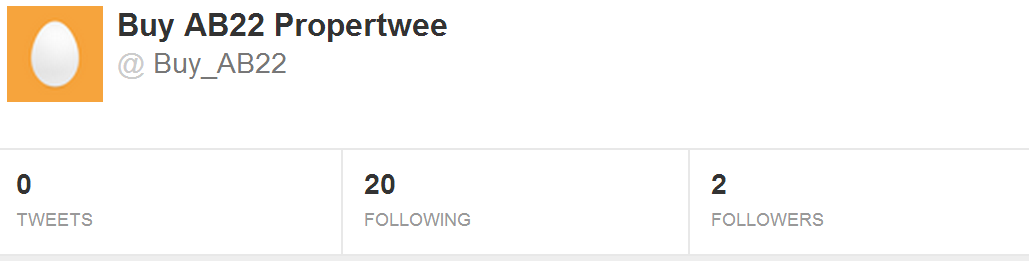 Buy AB22 Propertwee
@ Buy_AB22
0
TWEETS
20
FOLLOWING
2
FOLLOWERS